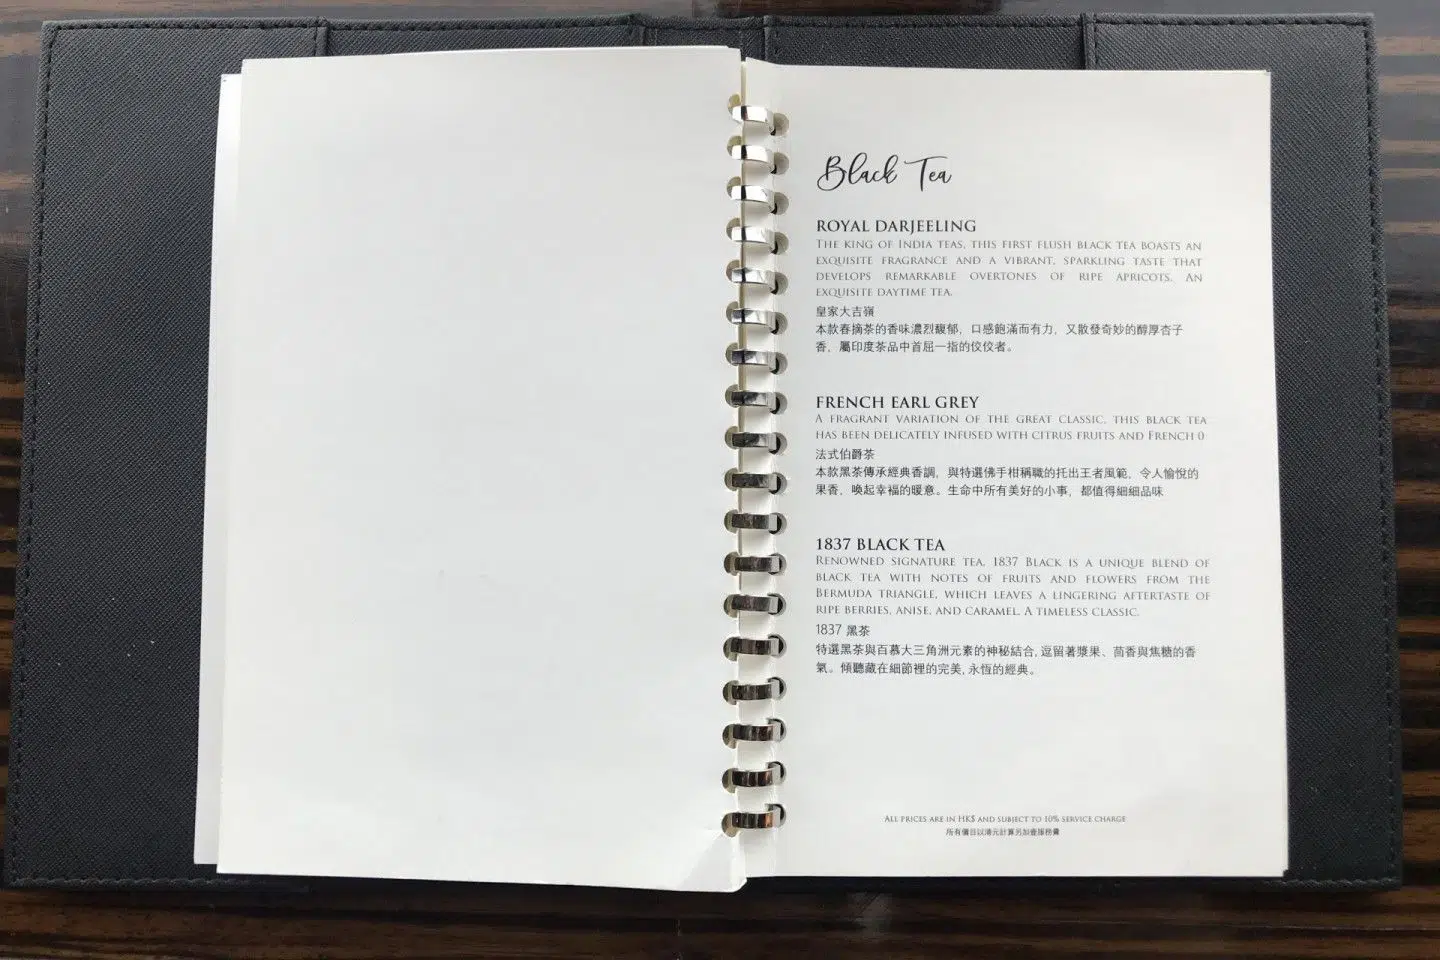 Black Tea
ROYAL DARJEELING
THE KING OF INDIA TEAS, THIS FIRST FLUSH BLACK TEA BOASTS AN
EXQUISITE FRAGRANCE AND A VIBRANT, SPARKLING TASTE THAT
DEVELOPS REMARKABLE OVERTONES OF RIPE APRICOTS. AN
EXQUISITE DAYTIME TEA.
皇家大吉嶺
本款春摘茶的香味濃烈馥郁，口感飽滿而有力，又散發奇妙的醇厚杏子
香，屬印度茶品中首屈一指的佼佼者。
FRENCH EARL GREY
A FRAGRANT VARIATION OF THE GREAT CLASSIC, THIS BLACK TEA
HAS BEEN DELICATELY INFUSED WITH CITRUS FRUITS AND FRENCH 0
法式伯爵茶
本款黑茶傳承經典香調，與特選佛手柑稱職的托出王者風範，令人愉悅的
果香，喚起幸福的暖意。生命中所有美好的小事，都值得細細品味
1837 BLACK TEA
RENOWNED SIGNATURE TEA, 1837 BLACK IS A UNIQUE BLEND OF
BLACK TEA WITH NOTES OF FRUITS AND FLOWERS FROM THE
BERMUDA TRIANGLE, WHICH LEAVES A LINGERING AFTERTASTE OF
RIPE BERRIES, ANISE, AND CARAMEL. A TIMELESS CLASSIC.
1837 黑茶
特選黑茶與百慕大三角洲元素的神秘結合, 逗留著漿果、茴香與焦糖的香
氣。傾聽藏在細節裡的完美, 永恆的經典。
ALL PRICES ARE IN HK$ AND SUBJECT TO 10% SERVICE CHARGE
所有價目以港元計算另加壹服務費